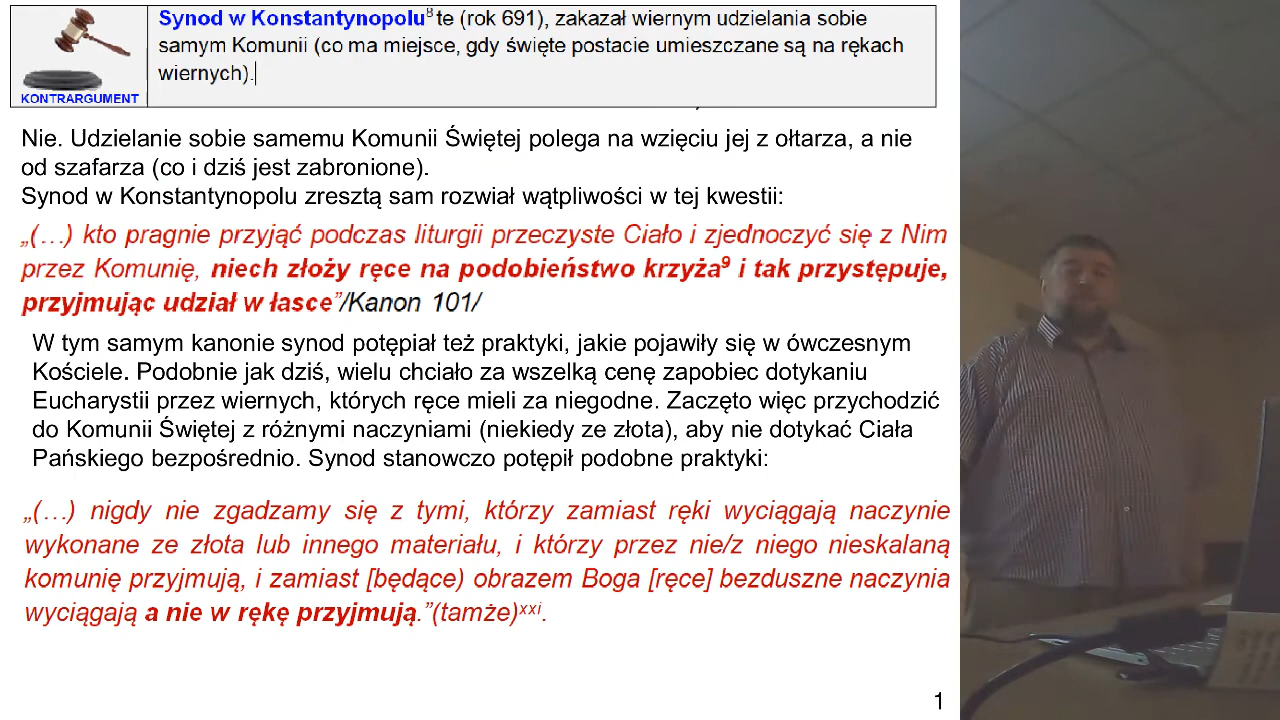 Synod w Konstantynopolu⁸te (rok 691), zakazał wiernym udzielania sobie
samym Komunii (co ma miejsce, gdy święte postacie umieszczane są na rękach
wiernych).
KONTRARGUMENT
Nie. Udzielanie sobie samemu Komunii Świętej polega na wzięciu jej z ołtarza, a nie
od szafarza (co i dziś jest zabronione).
Synod w Konstantynopolu zresztą sam rozwiał wątpliwości w tej kwestii:
„(…) kto pragnie przyjąć podczas liturgii przeczyste Ciało i zjednoczyć się z Nim
przez Komunię, niech złoży ręce na podobieństwo krzyża⁹ i tak przystępuje,
przyjmując udział w łasce”/Kanon 101/
W tym samym kanonie synod potępiał też praktyki, jakie pojawiły się w ówczesnym
Kościele. Podobnie jak dziś, wielu chciało za wszelką cenę zapobiec dotykaniu
Eucharystii przez wiernych, których ręce mieli za niegodne. Zaczęto więc przychodzić
do Komunii Świętej z różnymi naczyniami (niekiedy ze złota), aby nie dotykać Ciała
Pańskiego bezpośrednio. Synod stanowczo potępił podobne praktyki:
„(…) nigdy nie zgadzamy się z tymi, którzy zamiast ręki wyciągają naczynie
wykonane ze złota lub innego materiału, i którzy przez nie/z niego nieskalaną
komunię przyjmują, i zamiast [będące) obrazem Boga [ręce] bezduszne naczynia
wyciągają a nie w rękę przyjmują.”(tamże)ˣˣⁱ.
1